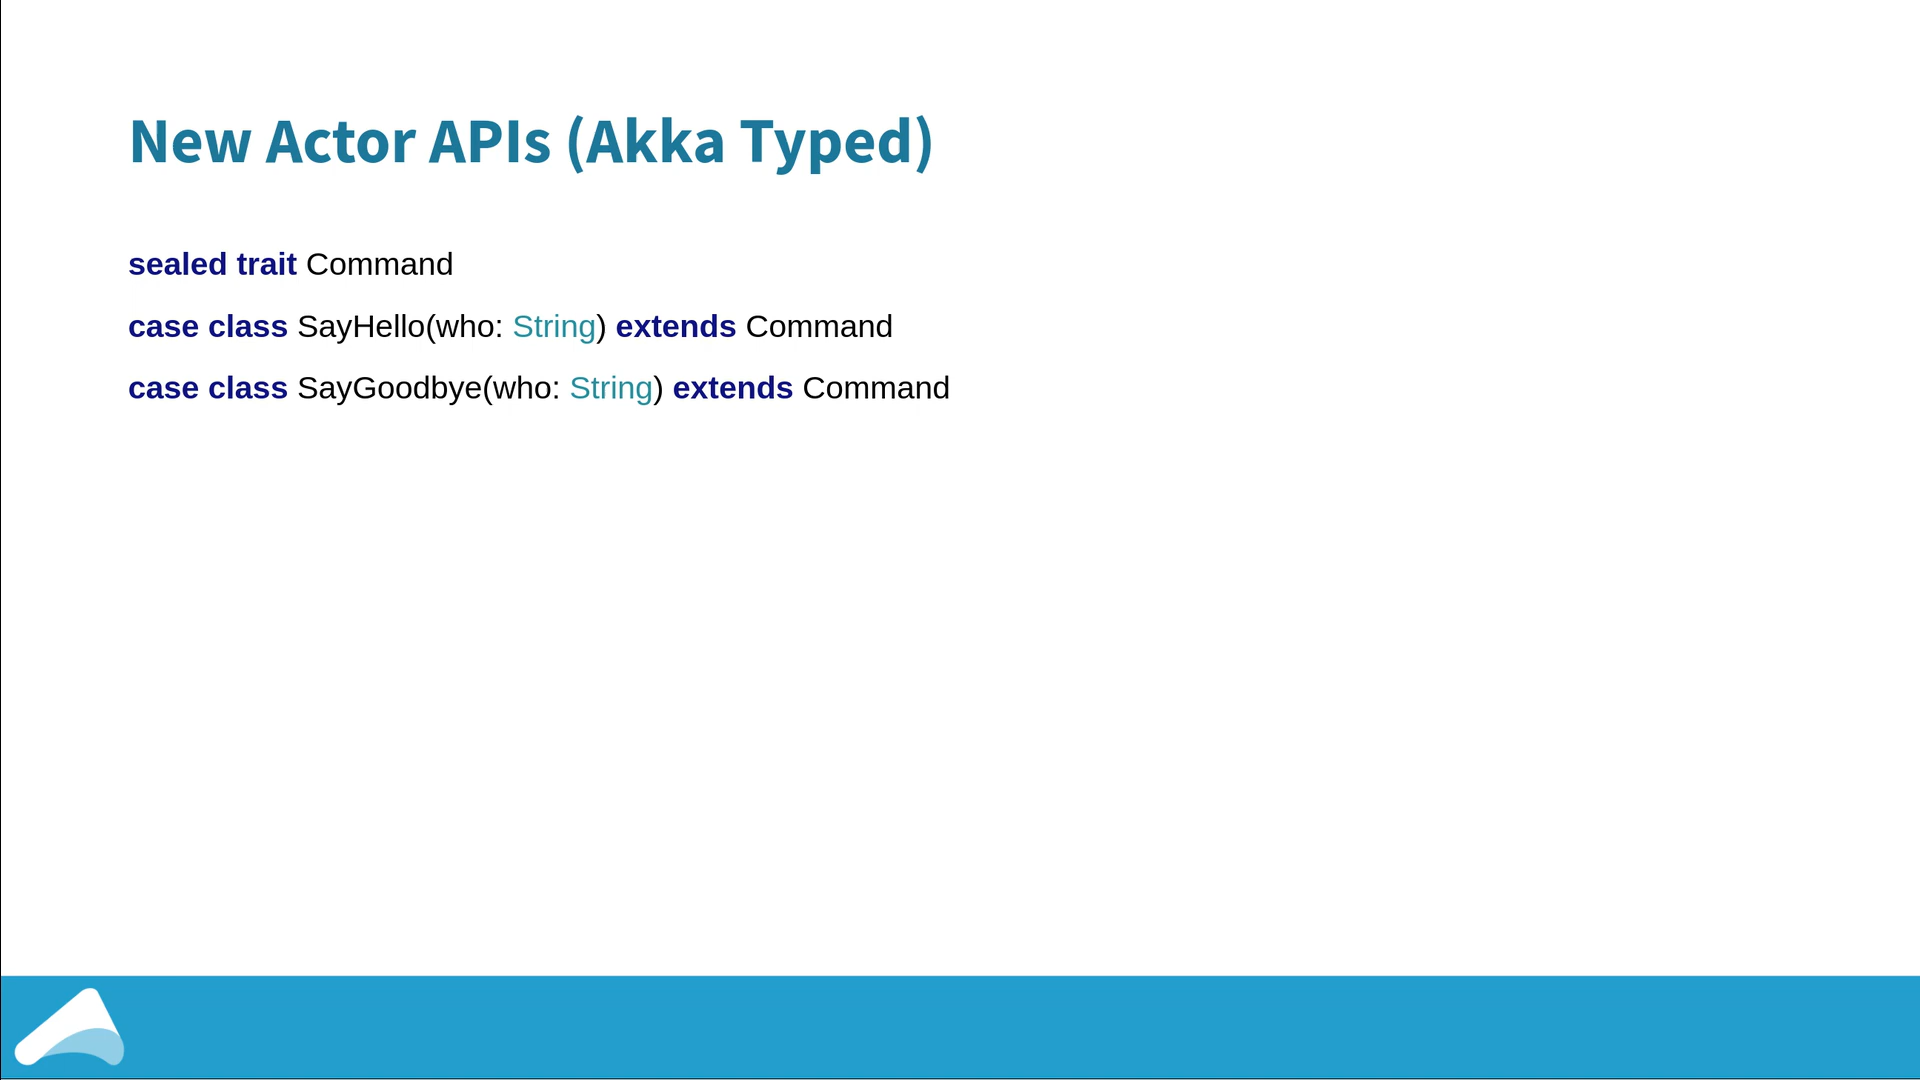 New Actor APIs (Akka Typed)
sealed trait Command
case class SayHello(who: String) extends Command
case class SayGoodbye(who: String) extends Command